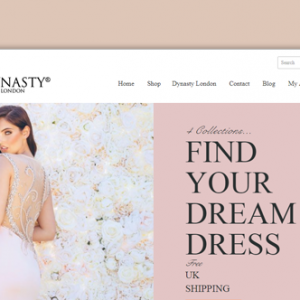 Search
NASTY®
LONDON
Home Shop Dynasty London Contact Blog My
4 Collections...
FIND
YOUR
DREAM
DRESS
Free
UK
SHIPPING